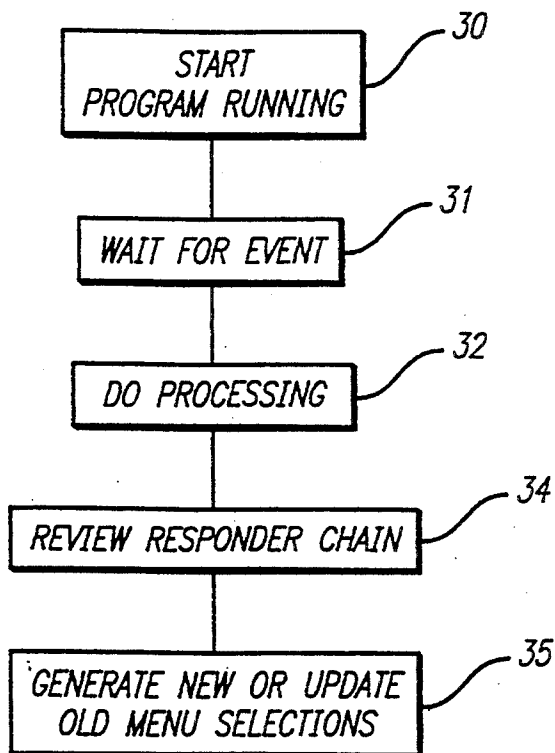 30
START
PROGRAM RUNNING
31
WAIT FOR EVENT
32
DO PROCESSING
34
REVIEW RESPONDER CHAIN
35
GENERATE NEW OR UPDATE
OLD MENU SELECTIONS